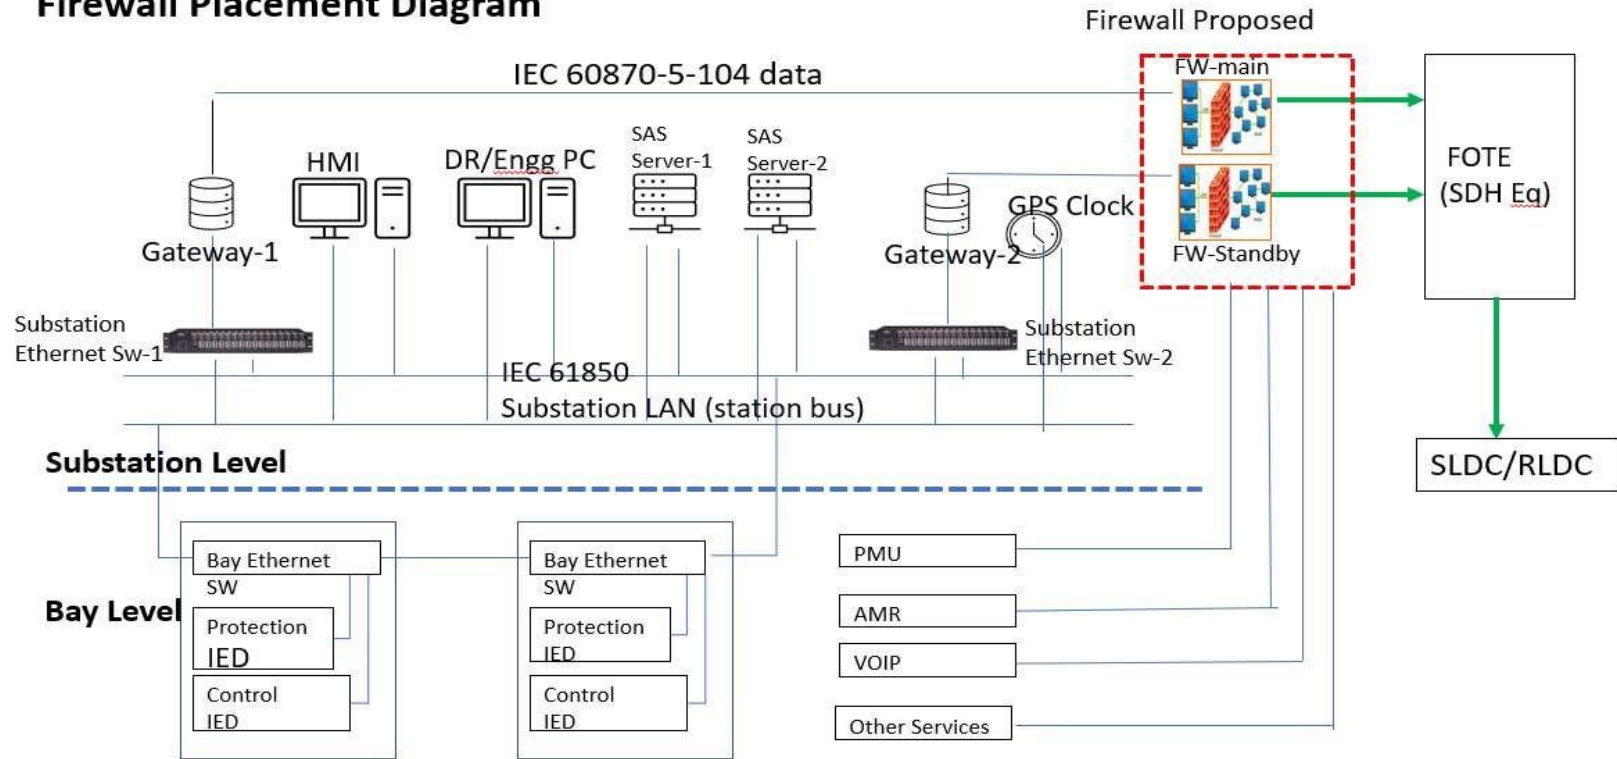 Firewall Placement Diagram
Firewall Proposed
IEC 60870-5-104 data
FW-main
HMI
DR/Engg PC
SAS
Server-1
SAS
Server-2
FOTE
(SDH Eq)
Gateway-1
Gateway-2
GPS Clock
FW-Standby
Substation
Ethernet Sw-1
Substation
Ethernet Sw-2
IEC 61850
Substation LAN (station bus)
Substation Level
SLDC/RLDC
Bay Level
Bay Ethernet
SW
Protection
IED
Control
IED
Bay Ethernet
SW
Protection
IED
Control
IED
PMU
AMR
VOIP
Other Services